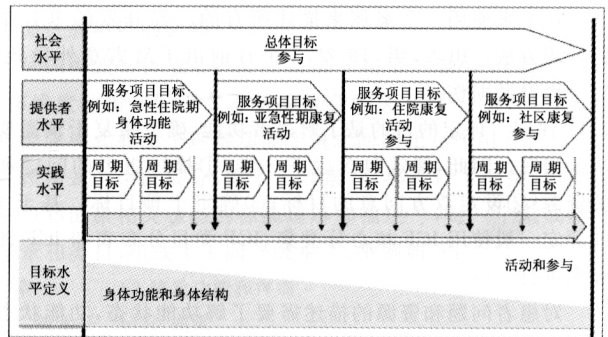 社会
水平
总体目标
参与
提供者
水平
服务项目目标
例如：急性住院期
身体功能
活动
服务项目目标
例如：亚急性期康复
活动
服务项目目标
例如：住院康复
活动
参与
服务项目目标
例如：社区康复
参与
实践
水平
周 期
目标
周 期
目标
周 期
目标
周 期
目标
周 期
目标
周 期
目标
周 期
目标
周 期
目标
目标水
平定义
身体功能和身体结构
活动和参与